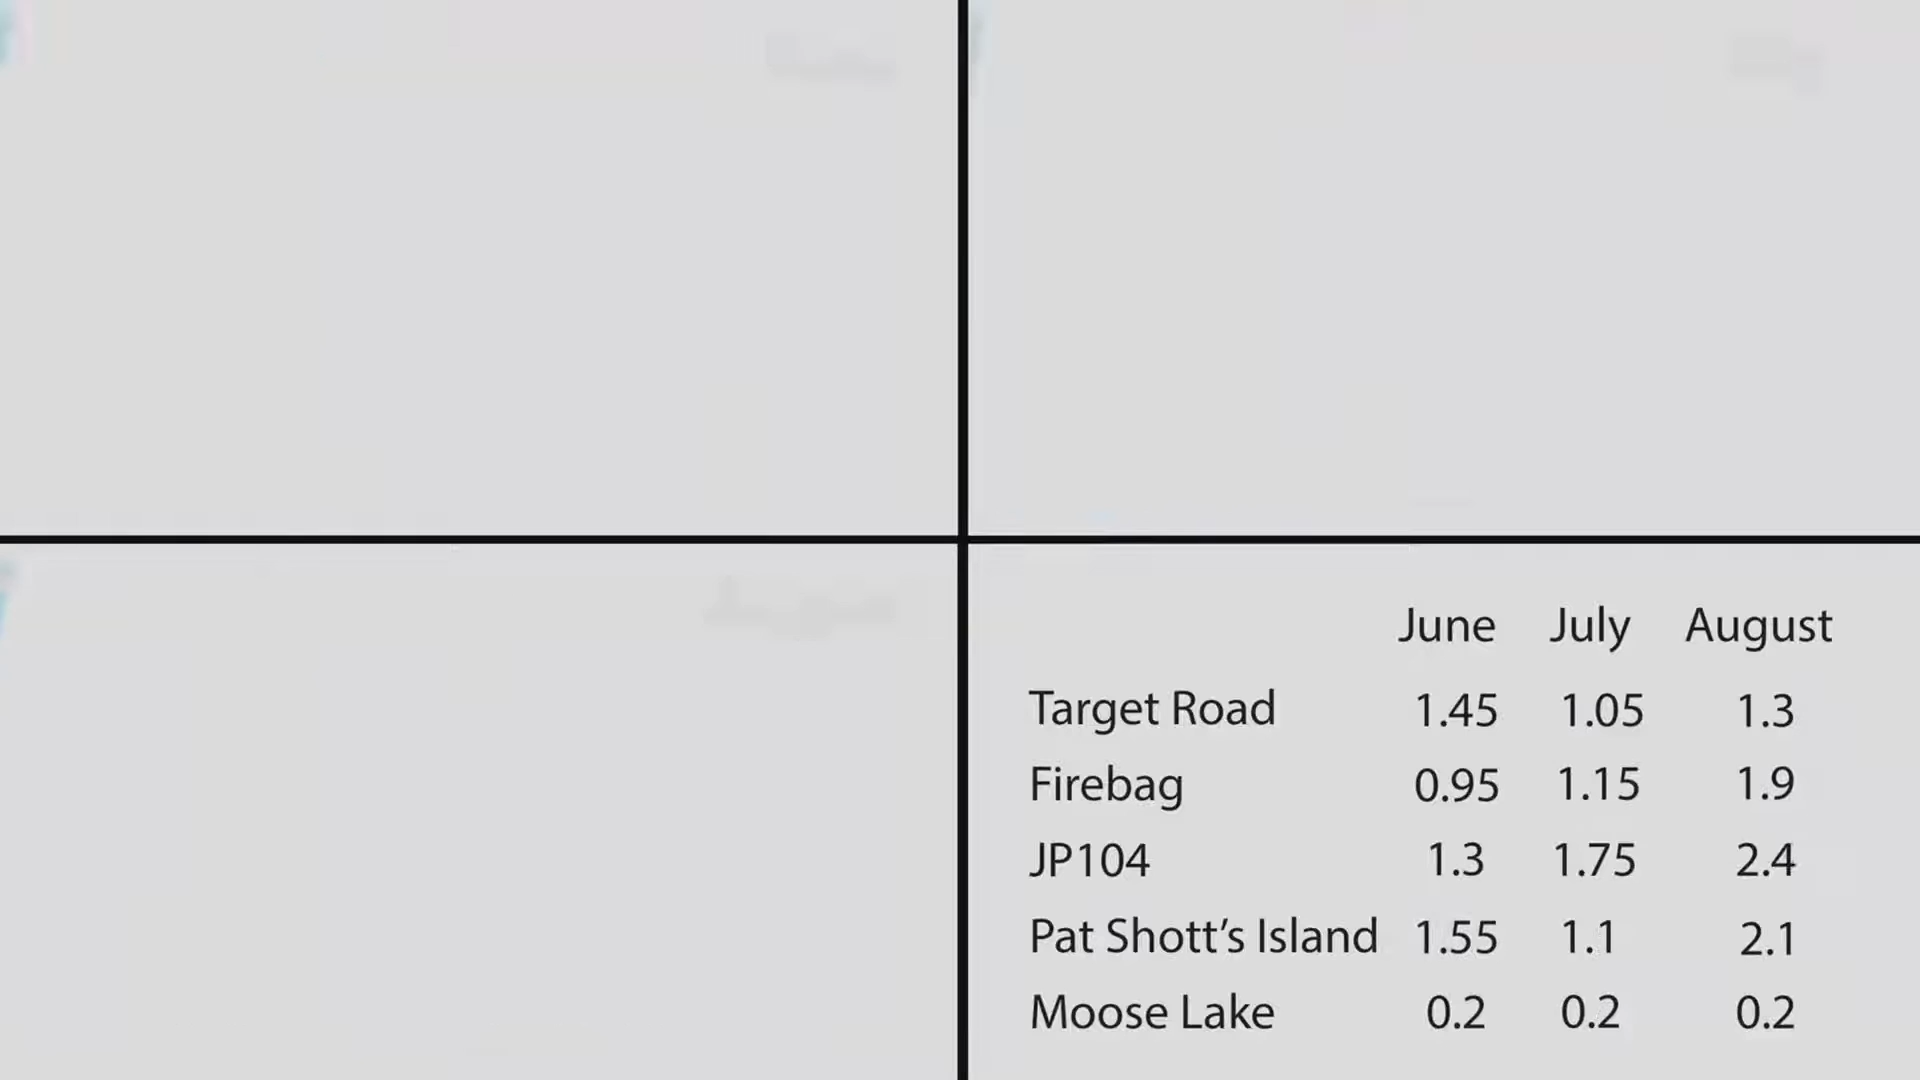 June July August
Target Road 1.45 1.05 1.3
Firebag 0.95 1.15 1.9
JP104 1.3 1.75 2.4
Pat Shott’s Island 1.55 1.1 2.1
Moose Lake 0.2 0.2 0.2